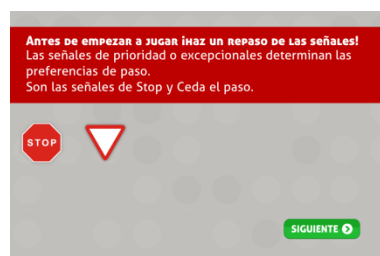 Antes de empezar a jugar ¡haz un repaso de las señales!
Las señales de prioridad o excepcionales determinan las
preferencias de paso.
Son las señales de Stop y Ceda el paso.
STOP
SIGUIENTE